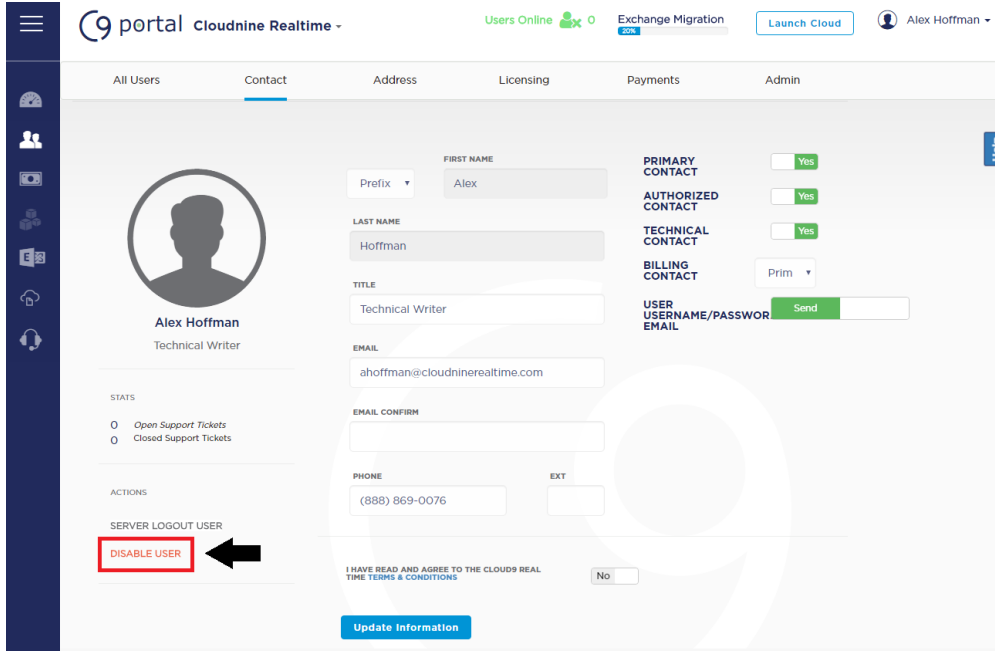 C9 portal Cloudnine Realtime
Users Online 0
Exchange Migration
20%
Launch Cloud
Alex Hoffman
All Users Contact Address Licensing Payments Admin
Alex Hoffman
Technical Writer
STATS
0 Open Support Tickets
0 Closed Support Tickets
ACTIONS
SERVER LOGOUT USER
DISABLE USER
FIRST NAME
Prefix Alex
LAST NAME
Hoffman
TITLE
Technical Writer
EMAIL
ahoffman@cloudninerealtime.com
EMAIL CONFIRM
PHONE EXT
(888) 869-0076
I HAVE READ AND AGREE TO THE CLOUD9 REAL
TIME TERMS & CONDITIONS
No
Update Information
PRIMARY
CONTACT
Yes
AUTHORIZED
CONTACT
Yes
TECHNICAL
CONTACT
Yes
BILLING
CONTACT
Prim
USER
USERNAME/PASSWOR
EMAIL
Send